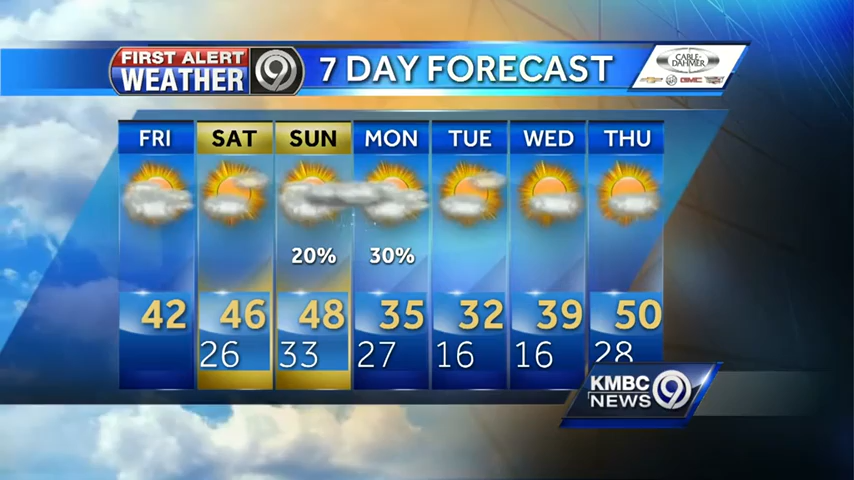 FIRST ALERT
WEATHER 9
7 DAY FORECAST
CABLE-
DAHMER
GMC
FRI SAT SUN MON TUE WED THU
20% 30%
42 46 48 35 32 39 50
26 33 27 16 16 28
KMBC 9
NEWS